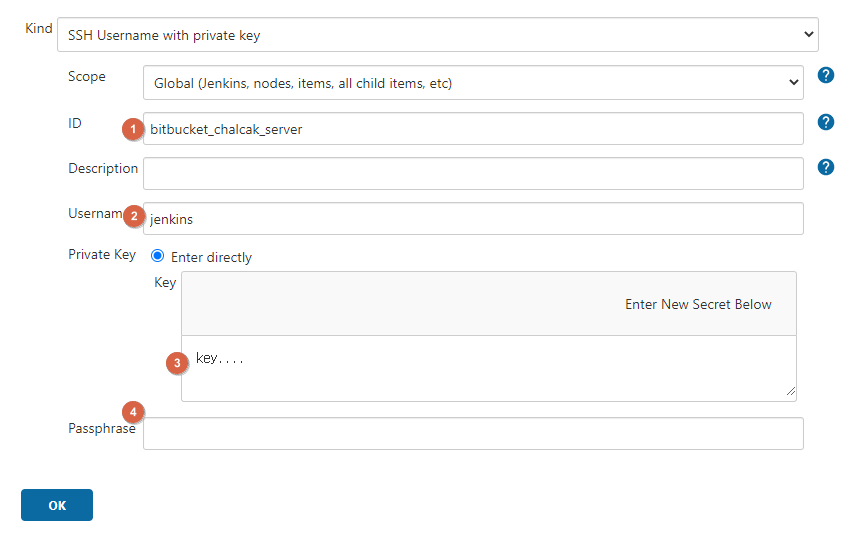 Kind SSH Username with private key
Scope Global (Jenkins, nodes, items, all child items, etc) ?
ID 1 bitbucket_chalcak_server ?
Description ?
Usernam 2 jenkins
Private Key Enter directly
Key
Enter New Secret Below
3 key....
4
Passphrase
OK